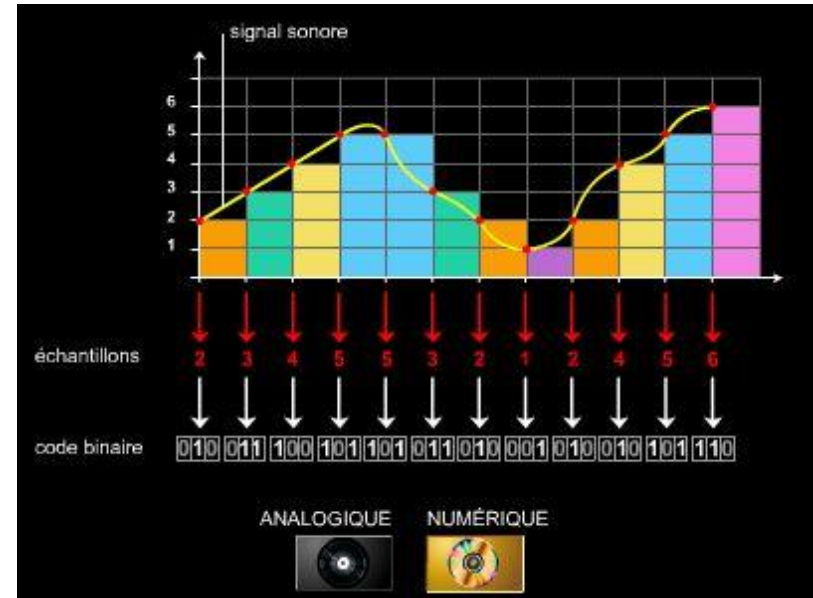 signal sonore
6
5
4
3
2
1
échantillons 2 3 4 5 5 3 2 1 2 4 5 6
code binaire 010 011 100 101 101 011 010 001 010 010 101 110
ANALOGIQUE NUMÉRIQUE